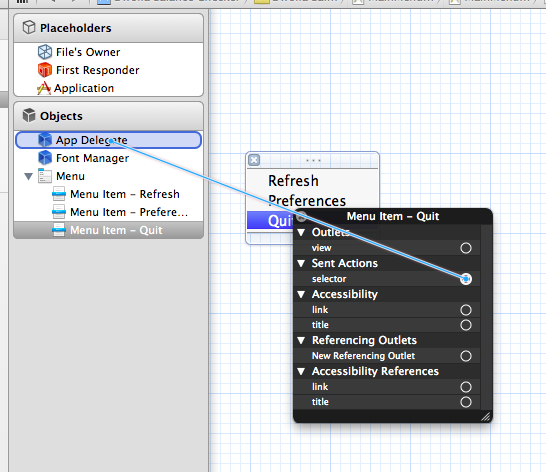 Placeholders
File's Owner
First Responder
Application
Objects
App Delegate
Font Manager
Menu
Menu Item – Refresh
Menu Item – Prefere...
Menu Item – Quit
Refresh
Preferences
Menu Item – Quit
Outlets
view
Sent Actions
selector
Accessibility
link
title
Referencing Outlets
New Referencing Outlet
Accessibility References
link
title